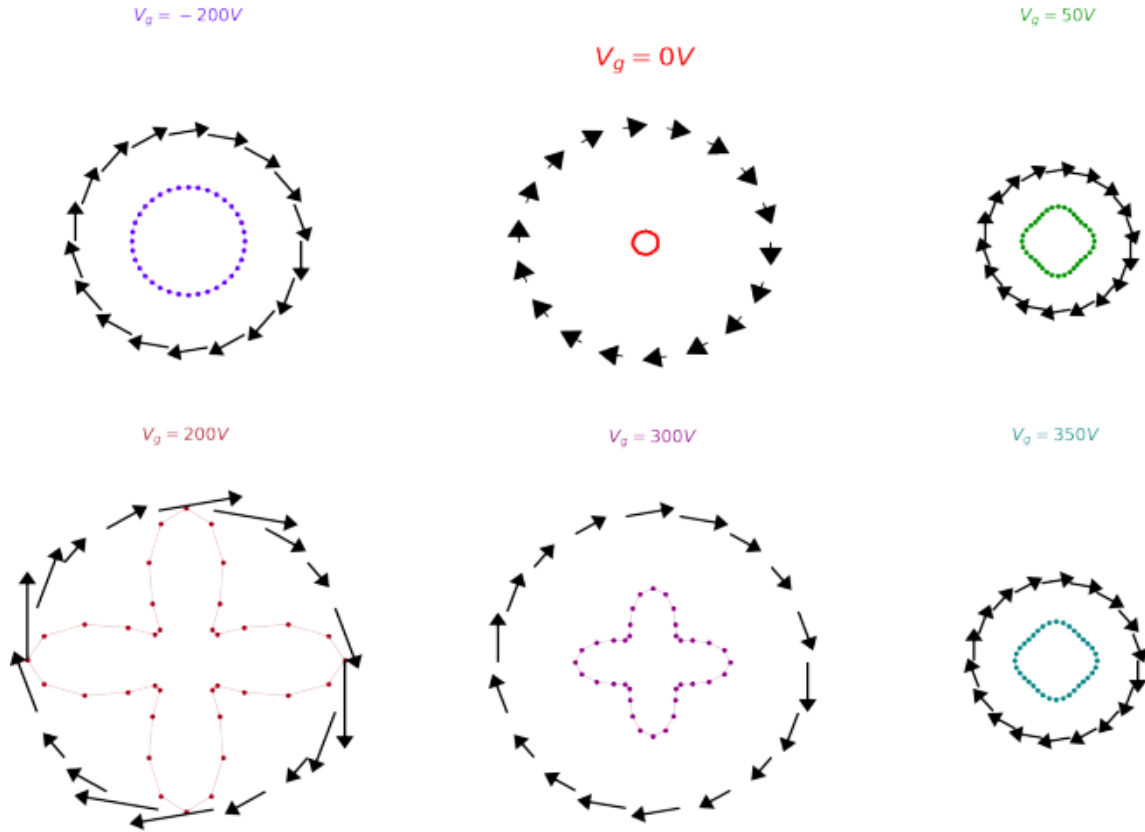 V_g = −200V
V_g = 0V
V_g = 50V
V_g = 200V
V_g = 300V
V_g = 350V